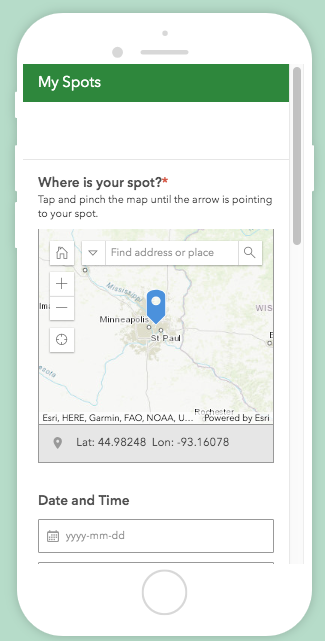 My Spots
Where is your spot?*
Tap and pinch the map until the arrow is pointing
to your spot.
Find address or place
Mississippi
WIS
Minneapolis
St Paul
Rochester
Esri, HERE, Garmin, FAO, NOAA, U... Powered by Esri
Lat: 44.98248 Lon: -93.16078
Date and Time
yyyy-mm-dd